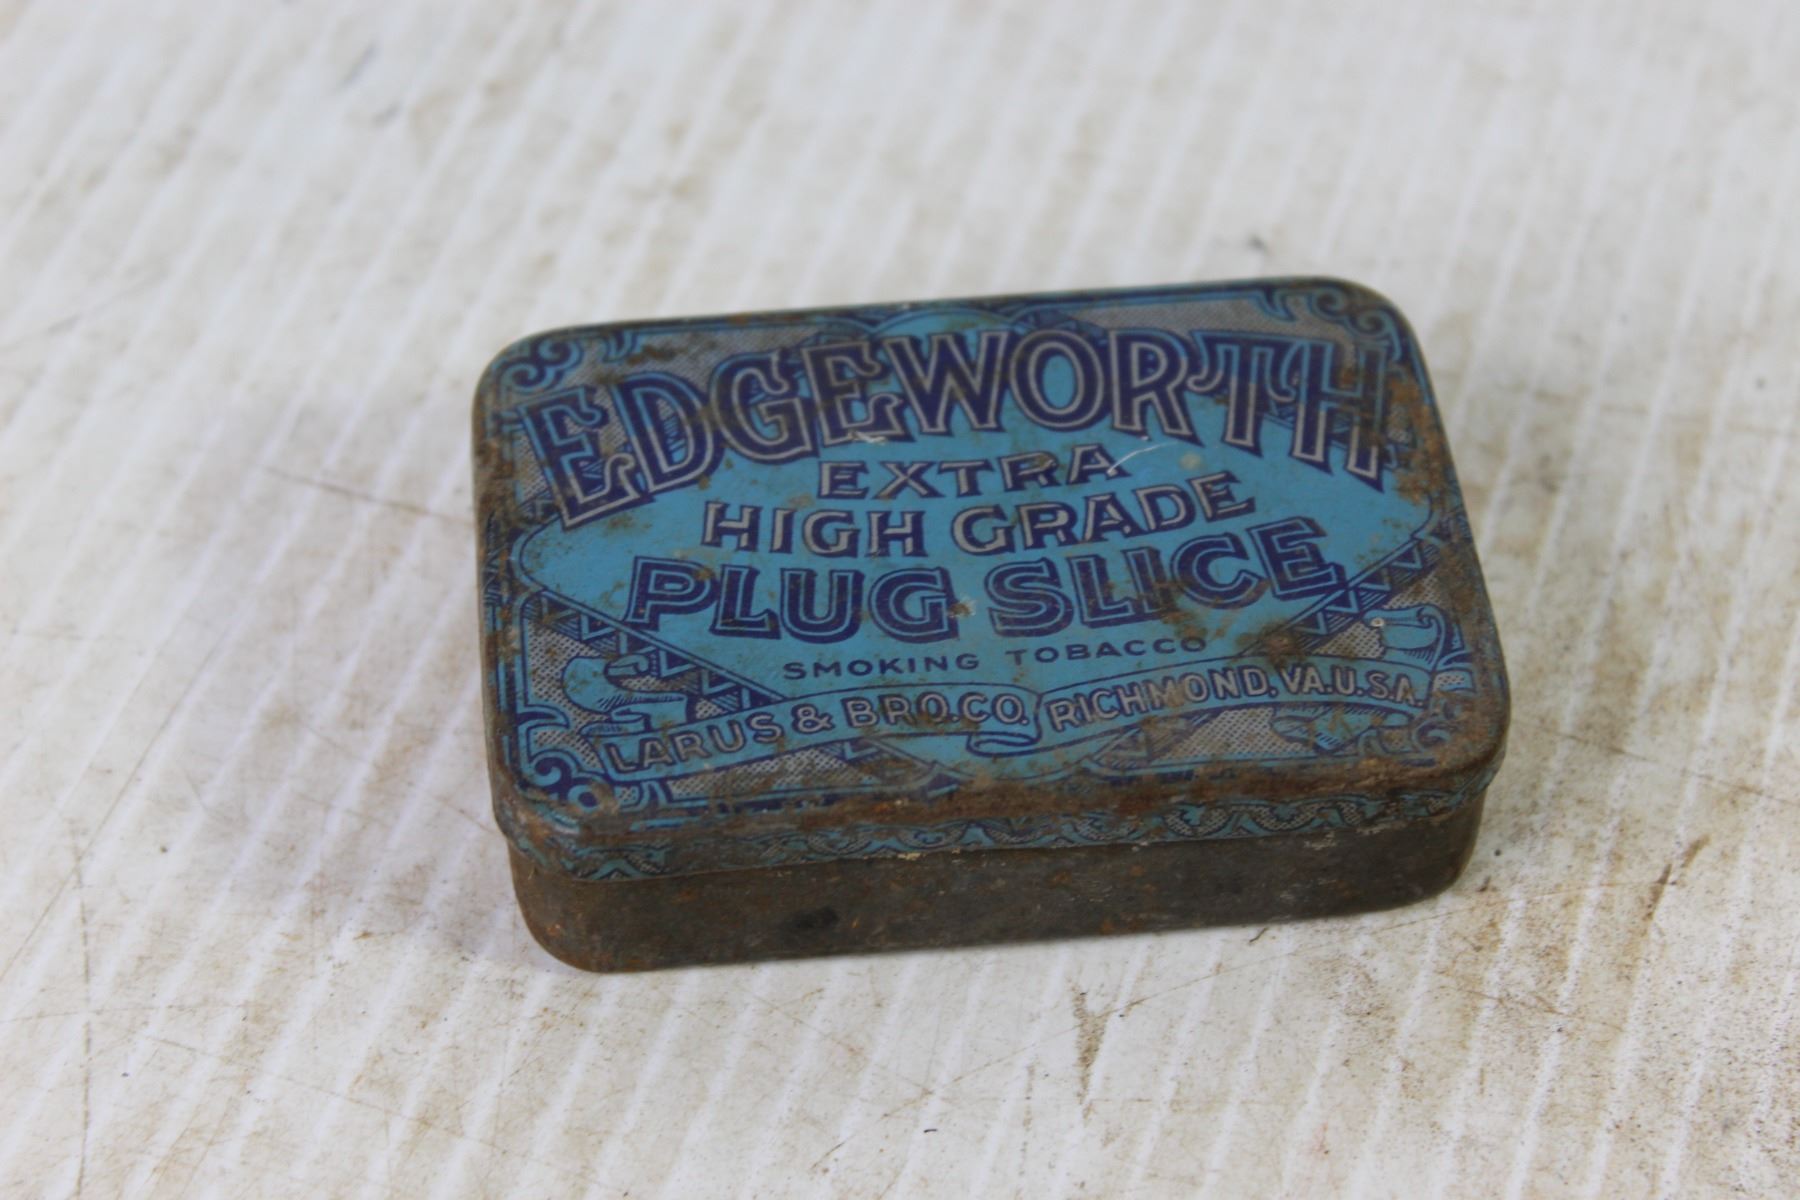 EDGEWORTH
EXTRA
HIGH GRADE
PLUG SLICE
SMOKING TOBACCO
LARUS & BRO.CO. RICHMOND, VA.U.S.A.